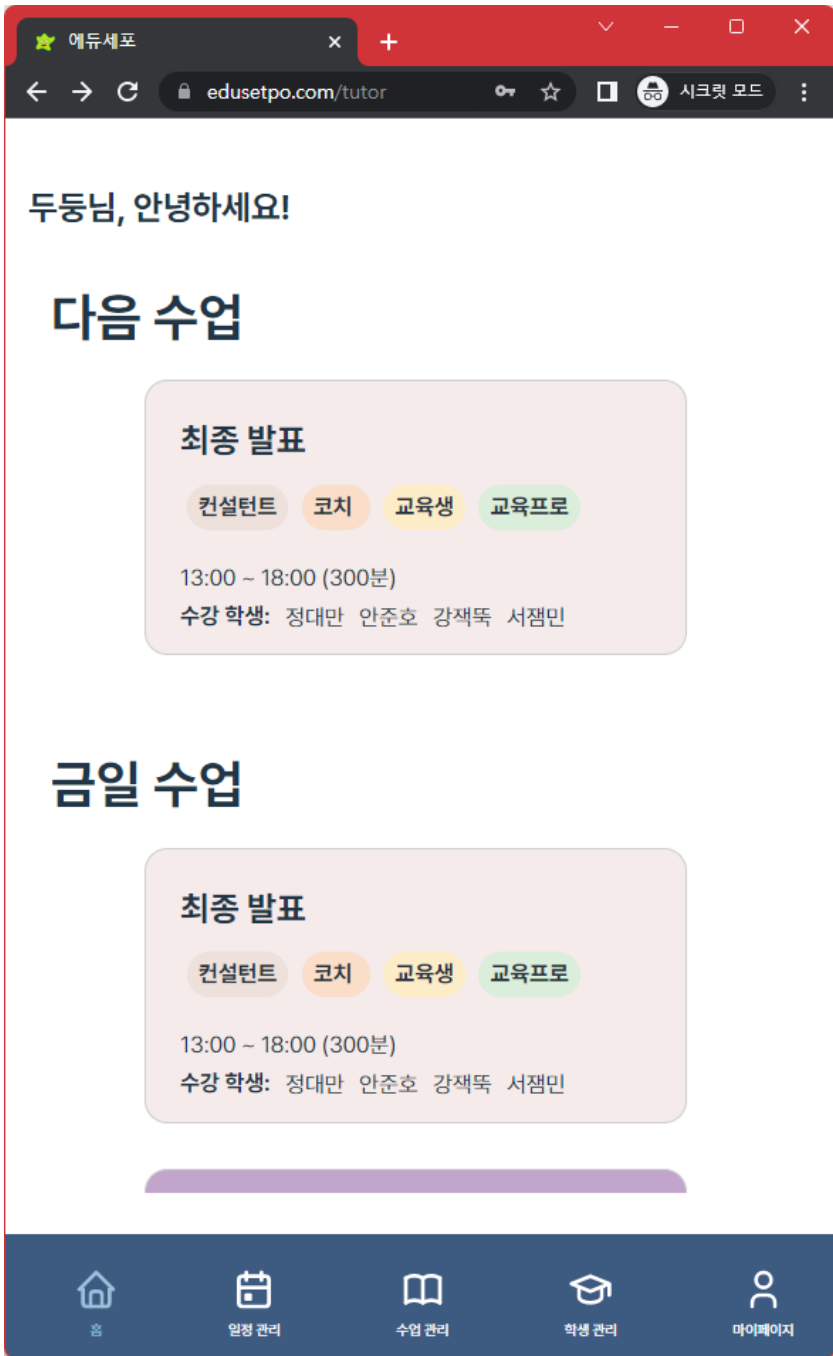 에듀세포
edusetpo.com/tutor
시크릿 모드
두둥님, 안녕하세요!
다음 수업
최종 발표
컨설턴트 코치 교육생 교육프로
13:00 ~ 18:00 (300분)
수강 학생: 정대만 안준호 강잭뚝 서잼민
금일 수업
최종 발표
컨설턴트 코치 교육생 교육프로
13:00 ~ 18:00 (300분)
수강 학생: 정대만 안준호 강잭뚝 서잼민
홈 일정 관리 수업 관리 학생 관리 마이페이지